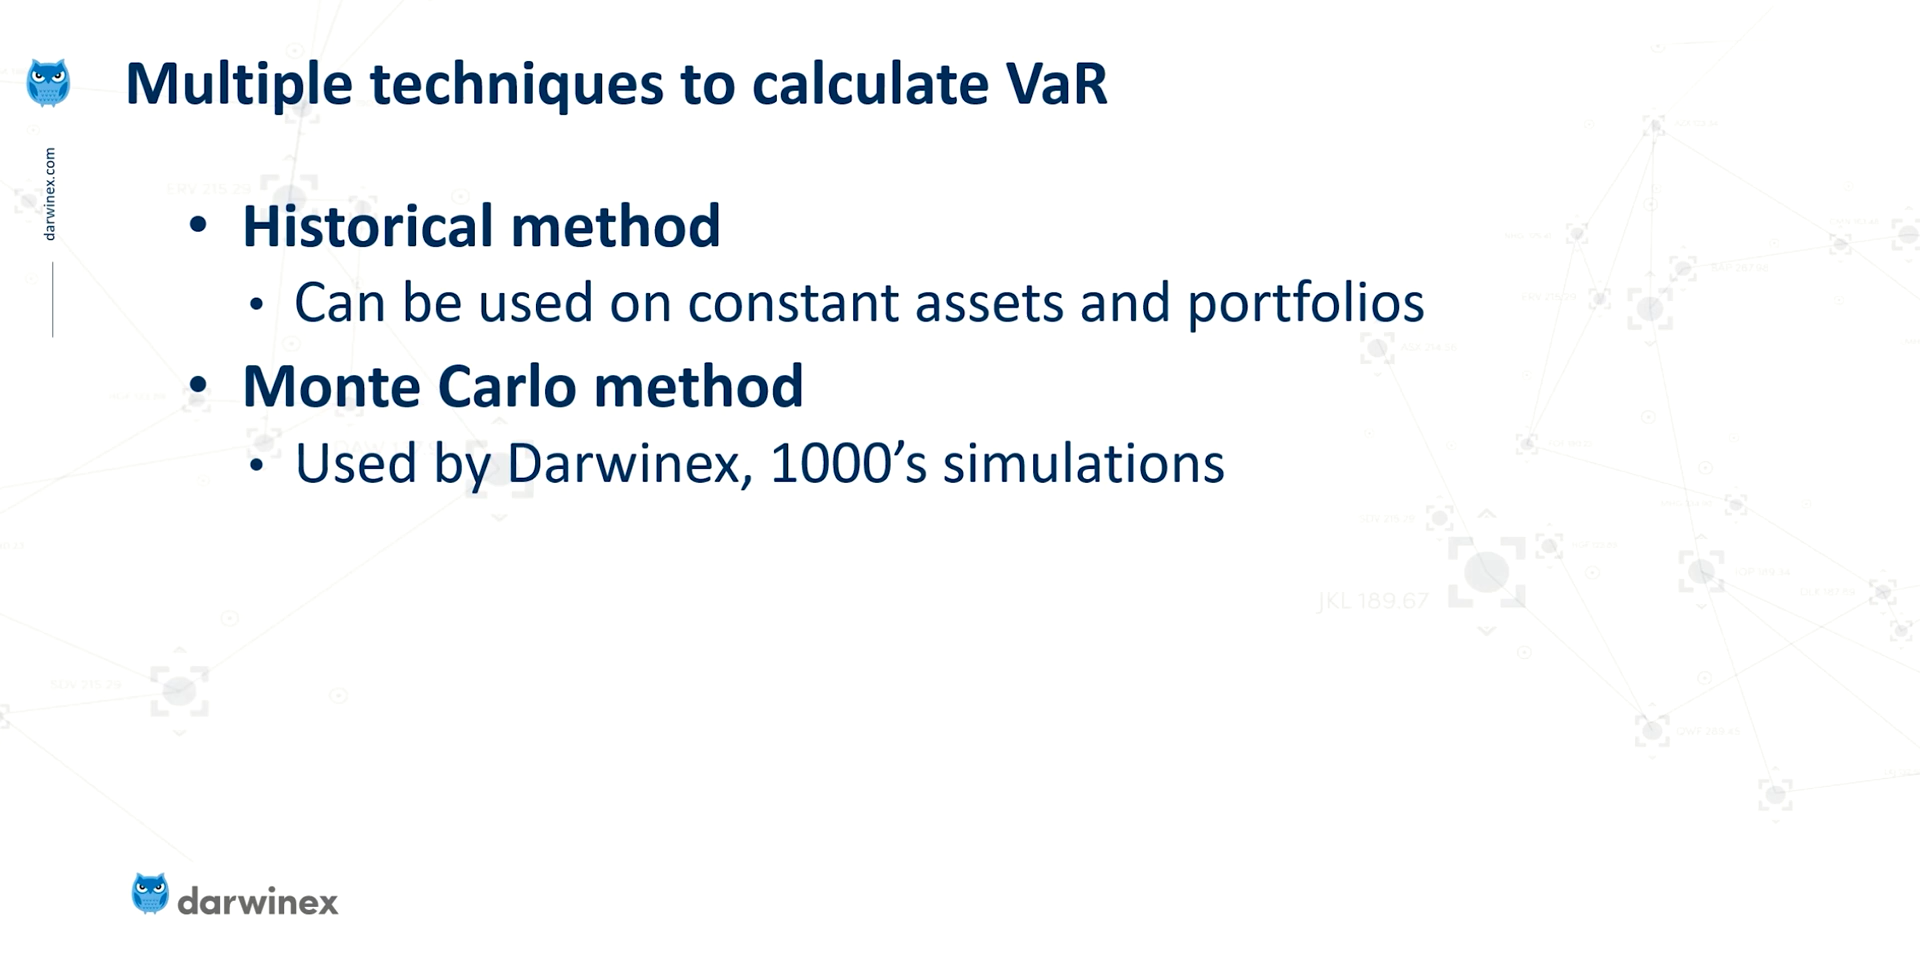 Multiple techniques to calculate VaR
darwinex.com
• Historical method
• Can be used on constant assets and portfolios
• Monte Carlo method
• Used by Darwinex, 1000’s simulations
JKL 189.67
darwinex